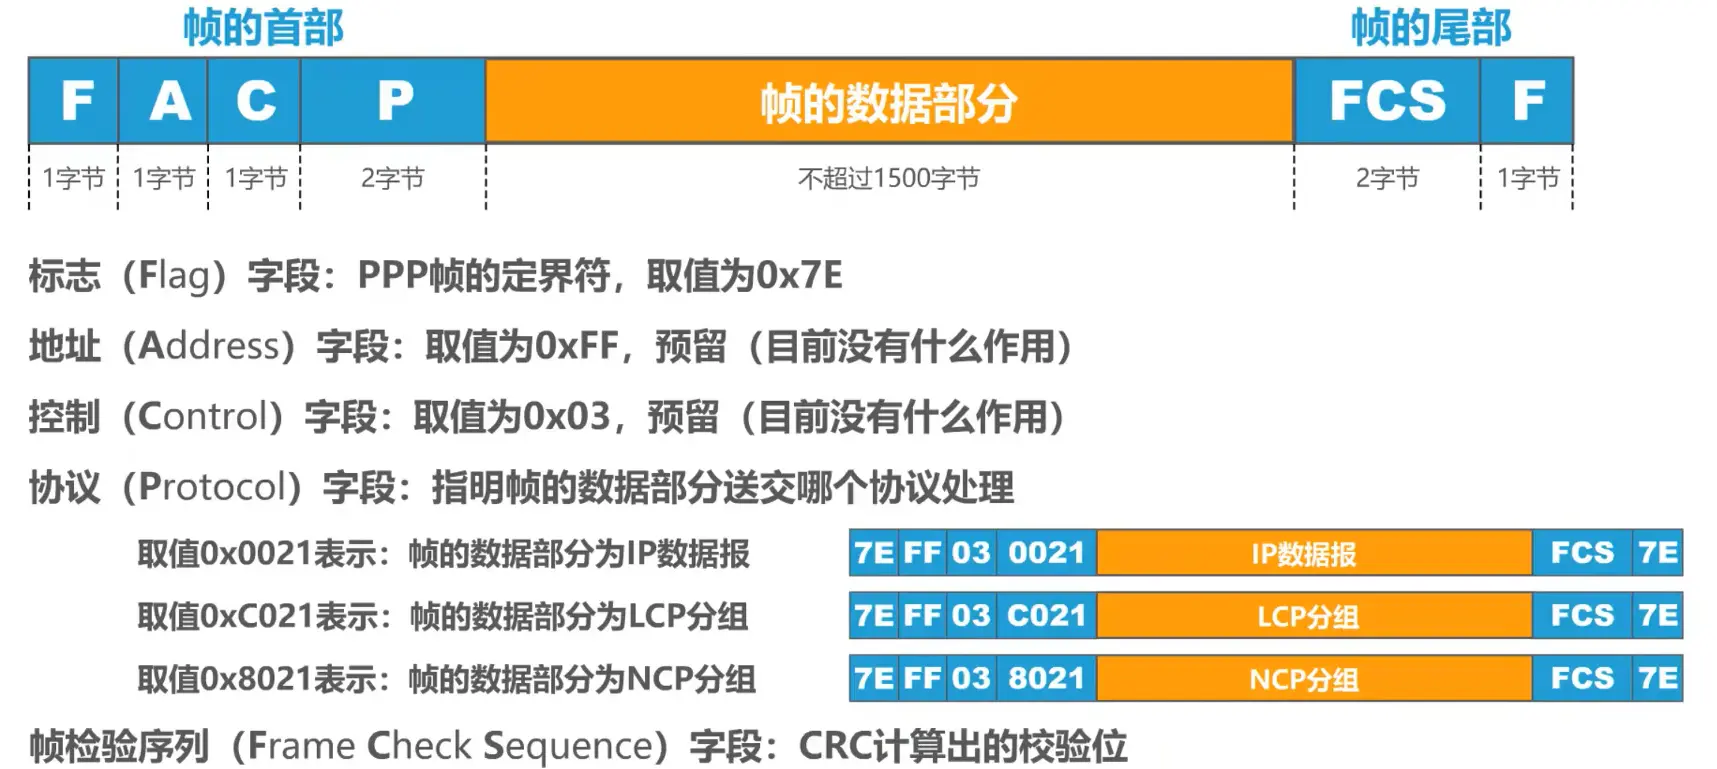 帧的首部 帧的尾部
F A C P 帧的数据部分 FCS F
1字节 1字节 1字节 2字节 不超过1500字节 2字节 1字节
标志（Flag）字段：PPP帧的定界符，取值为0x7E
地址（Address）字段：取值为0xFF，预留（目前没有什么作用）
控制（Control）字段：取值为0x03，预留（目前没有什么作用）
协议（Protocol）字段：指明帧的数据部分送交哪个协议处理
取值0x0021表示：帧的数据部分为IP数据报 7E FF 03 0021 IP数据报 FCS 7E
取值0xC021表示：帧的数据部分为LCP分组 7E FF 03 C021 LCP分组 FCS 7E
取值0x8021表示：帧的数据部分为NCP分组 7E FF 03 8021 NCP分组 FCS 7E
帧检验序列（Frame Check Sequence）字段：CRC计算出的校验位